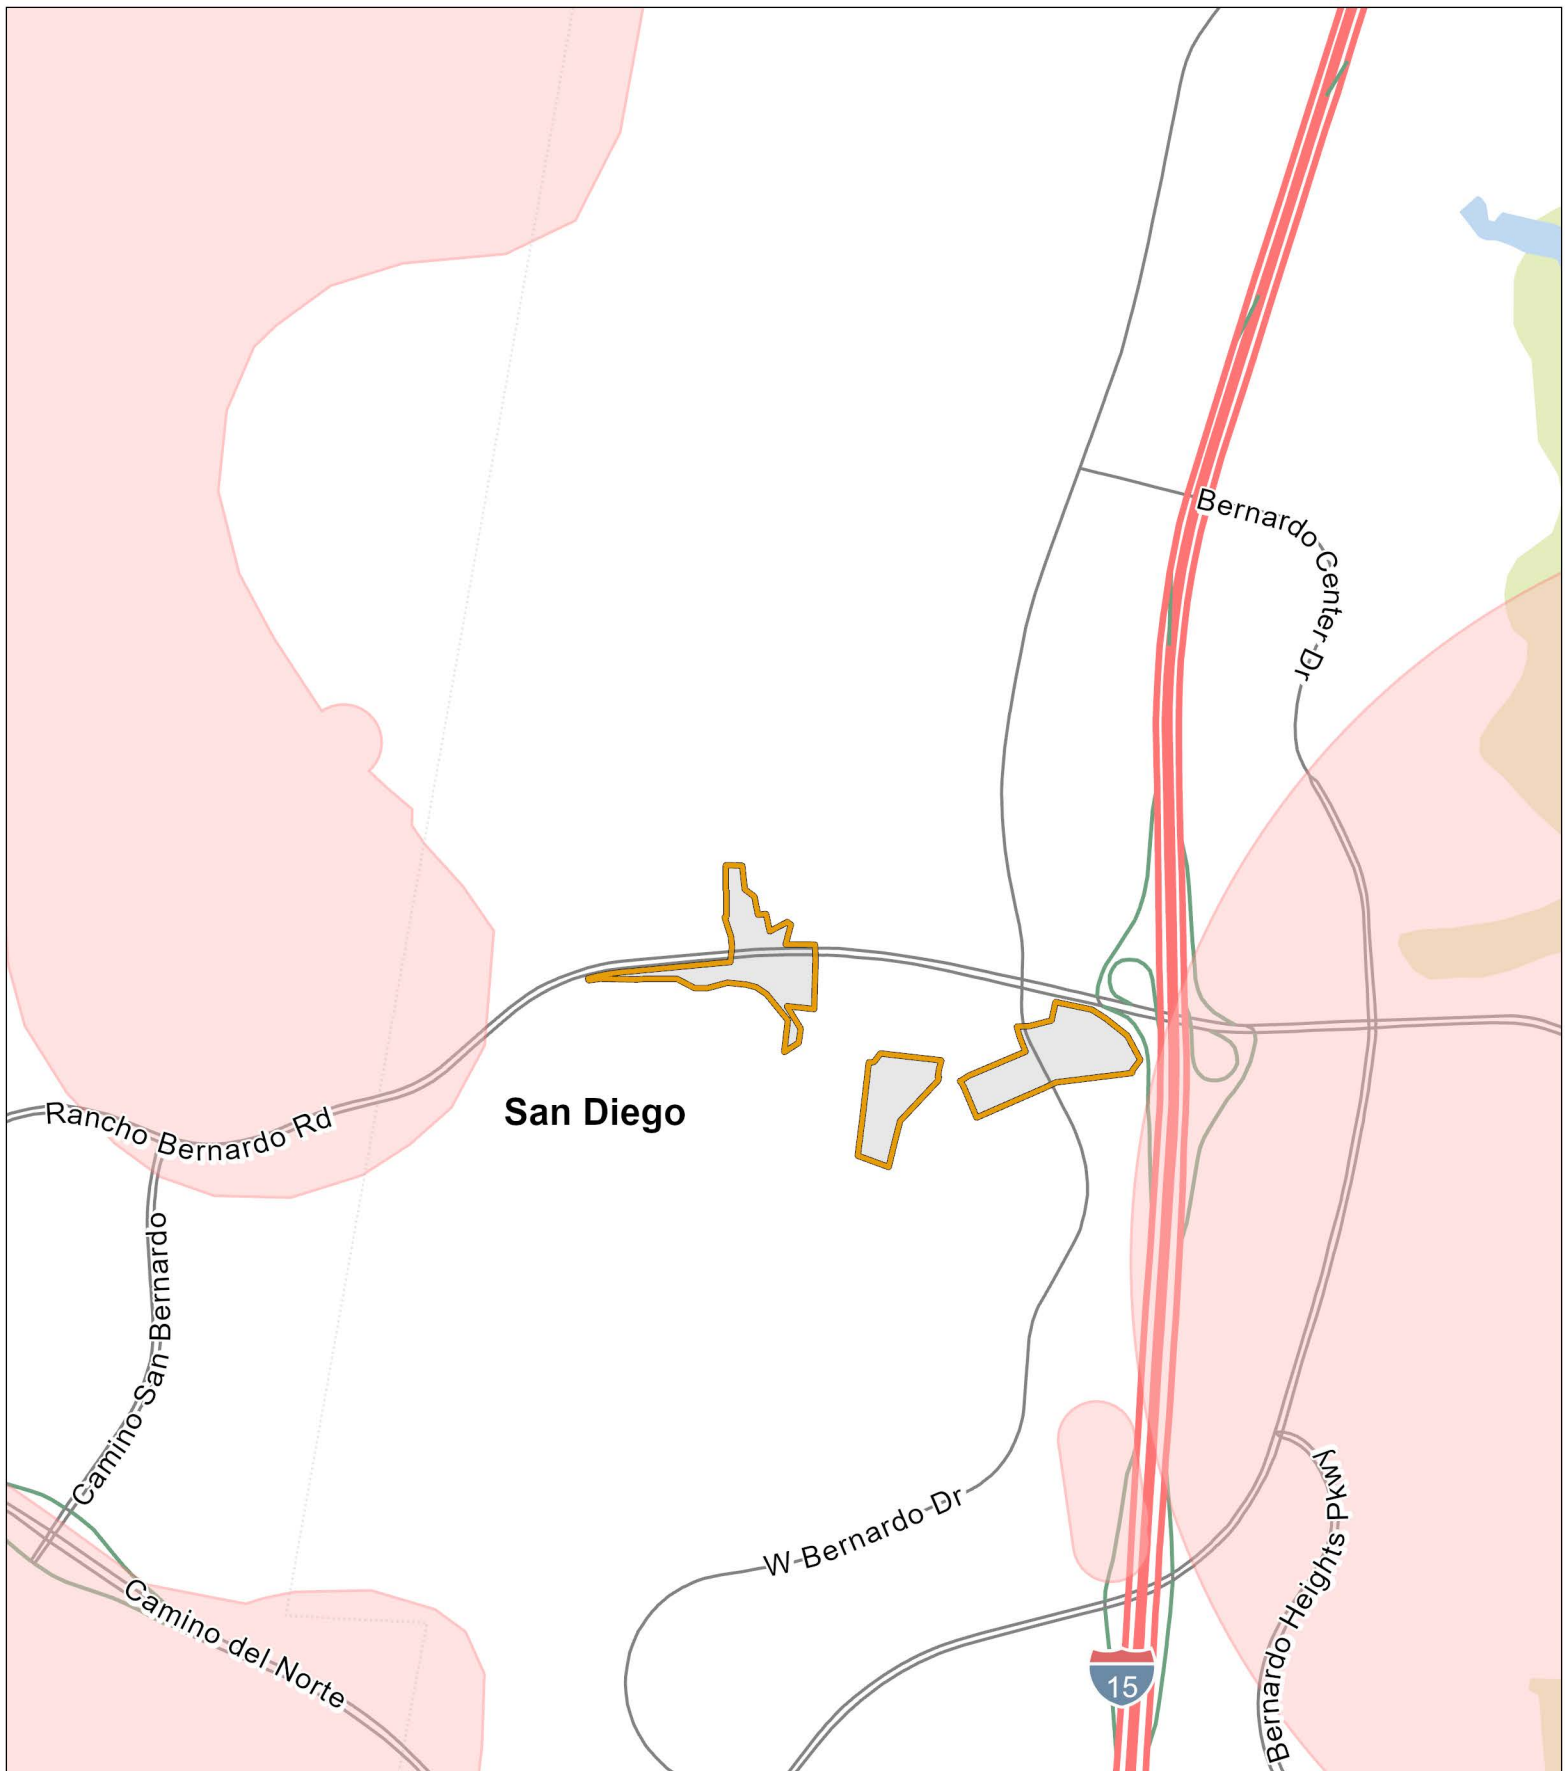 Bernardo Center Dr
San Diego
Rancho Bernardo Rd
Camino San Bernardo
W Bernardo Dr
Bernardo Heights Pkwy
Camino del Norte
15